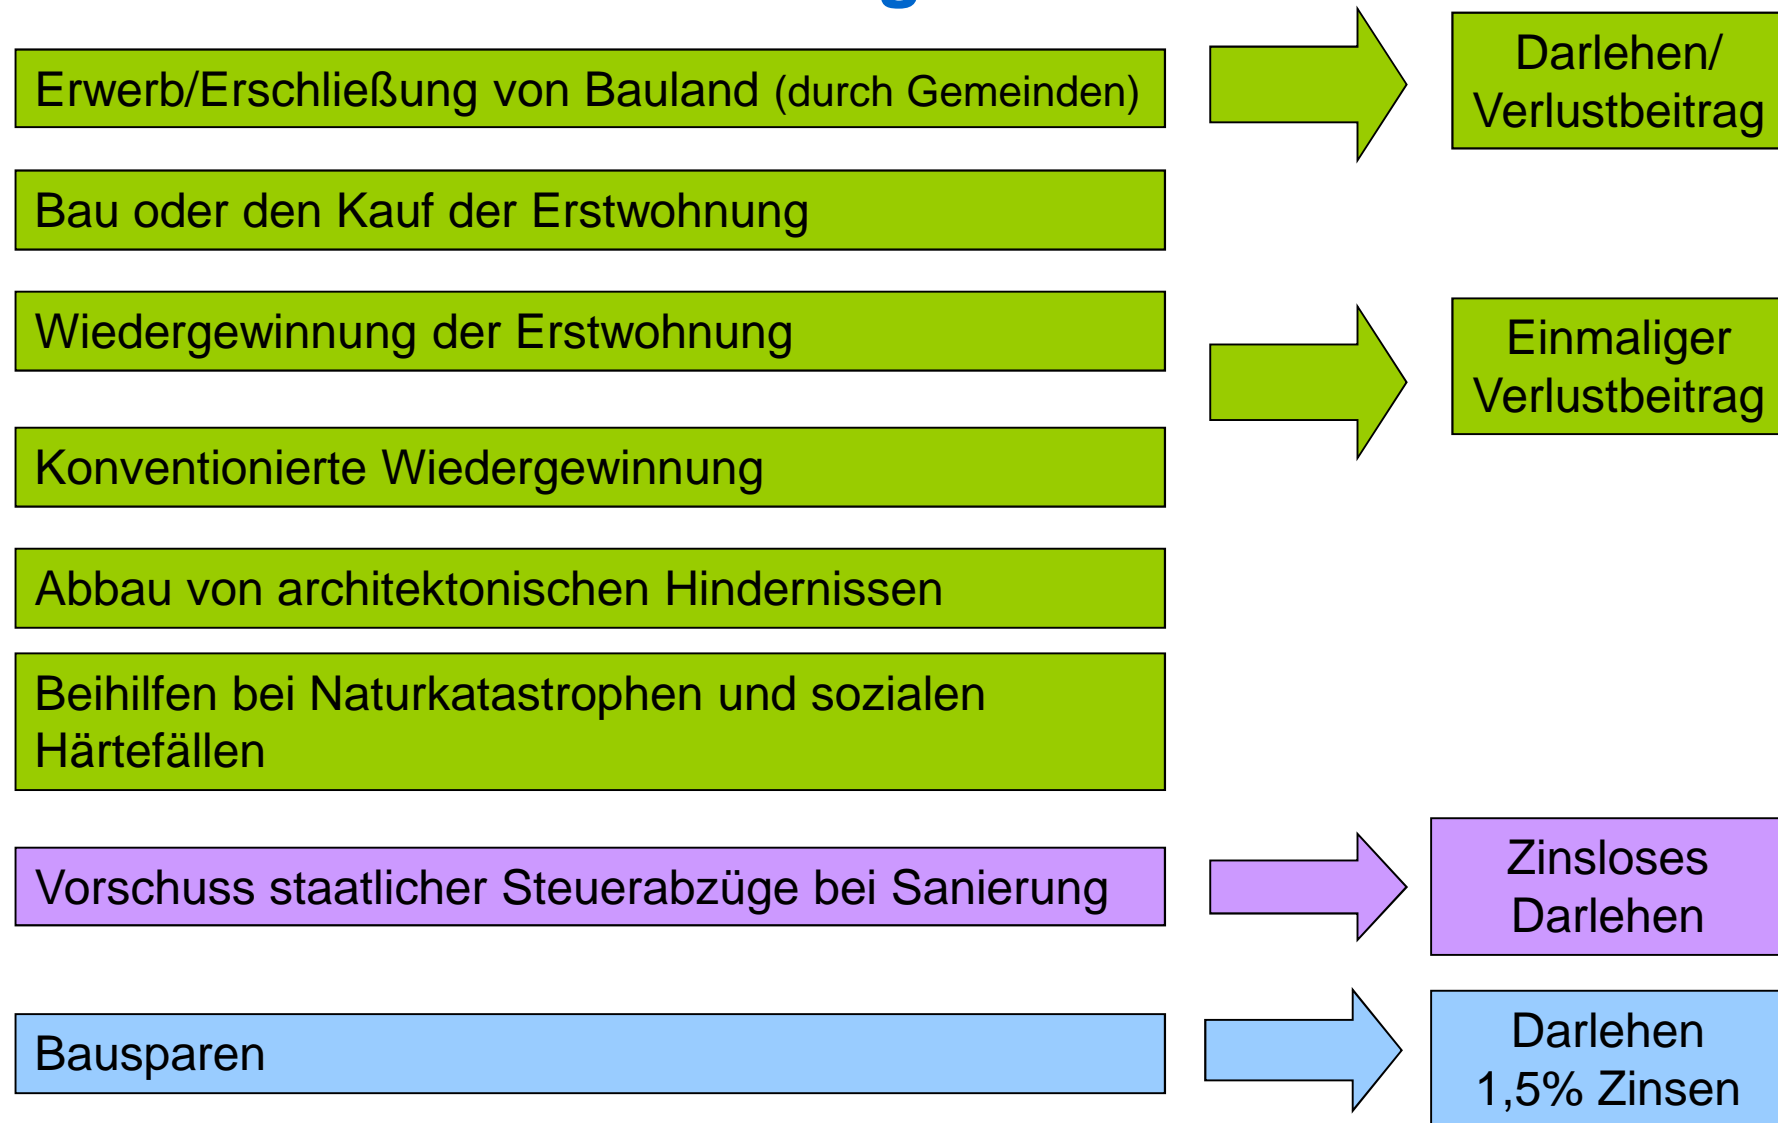 Erwerb/Erschließung von Bauland (durch Gemeinden)
Darlehen/
Verlustbeitrag
Bau oder den Kauf der Erstwohnung
Wiedergewinnung der Erstwohnung
Einmaliger
Verlustbeitrag
Konventionierte Wiedergewinnung
Abbau von architektonischen Hindernissen
Beihilfen bei Naturkatastrophen und sozialen
Härtefällen
Vorschuss staatlicher Steuerabzüge bei Sanierung
Zinsloses
Darlehen
Bausparen
Darlehen
1,5% Zinsen